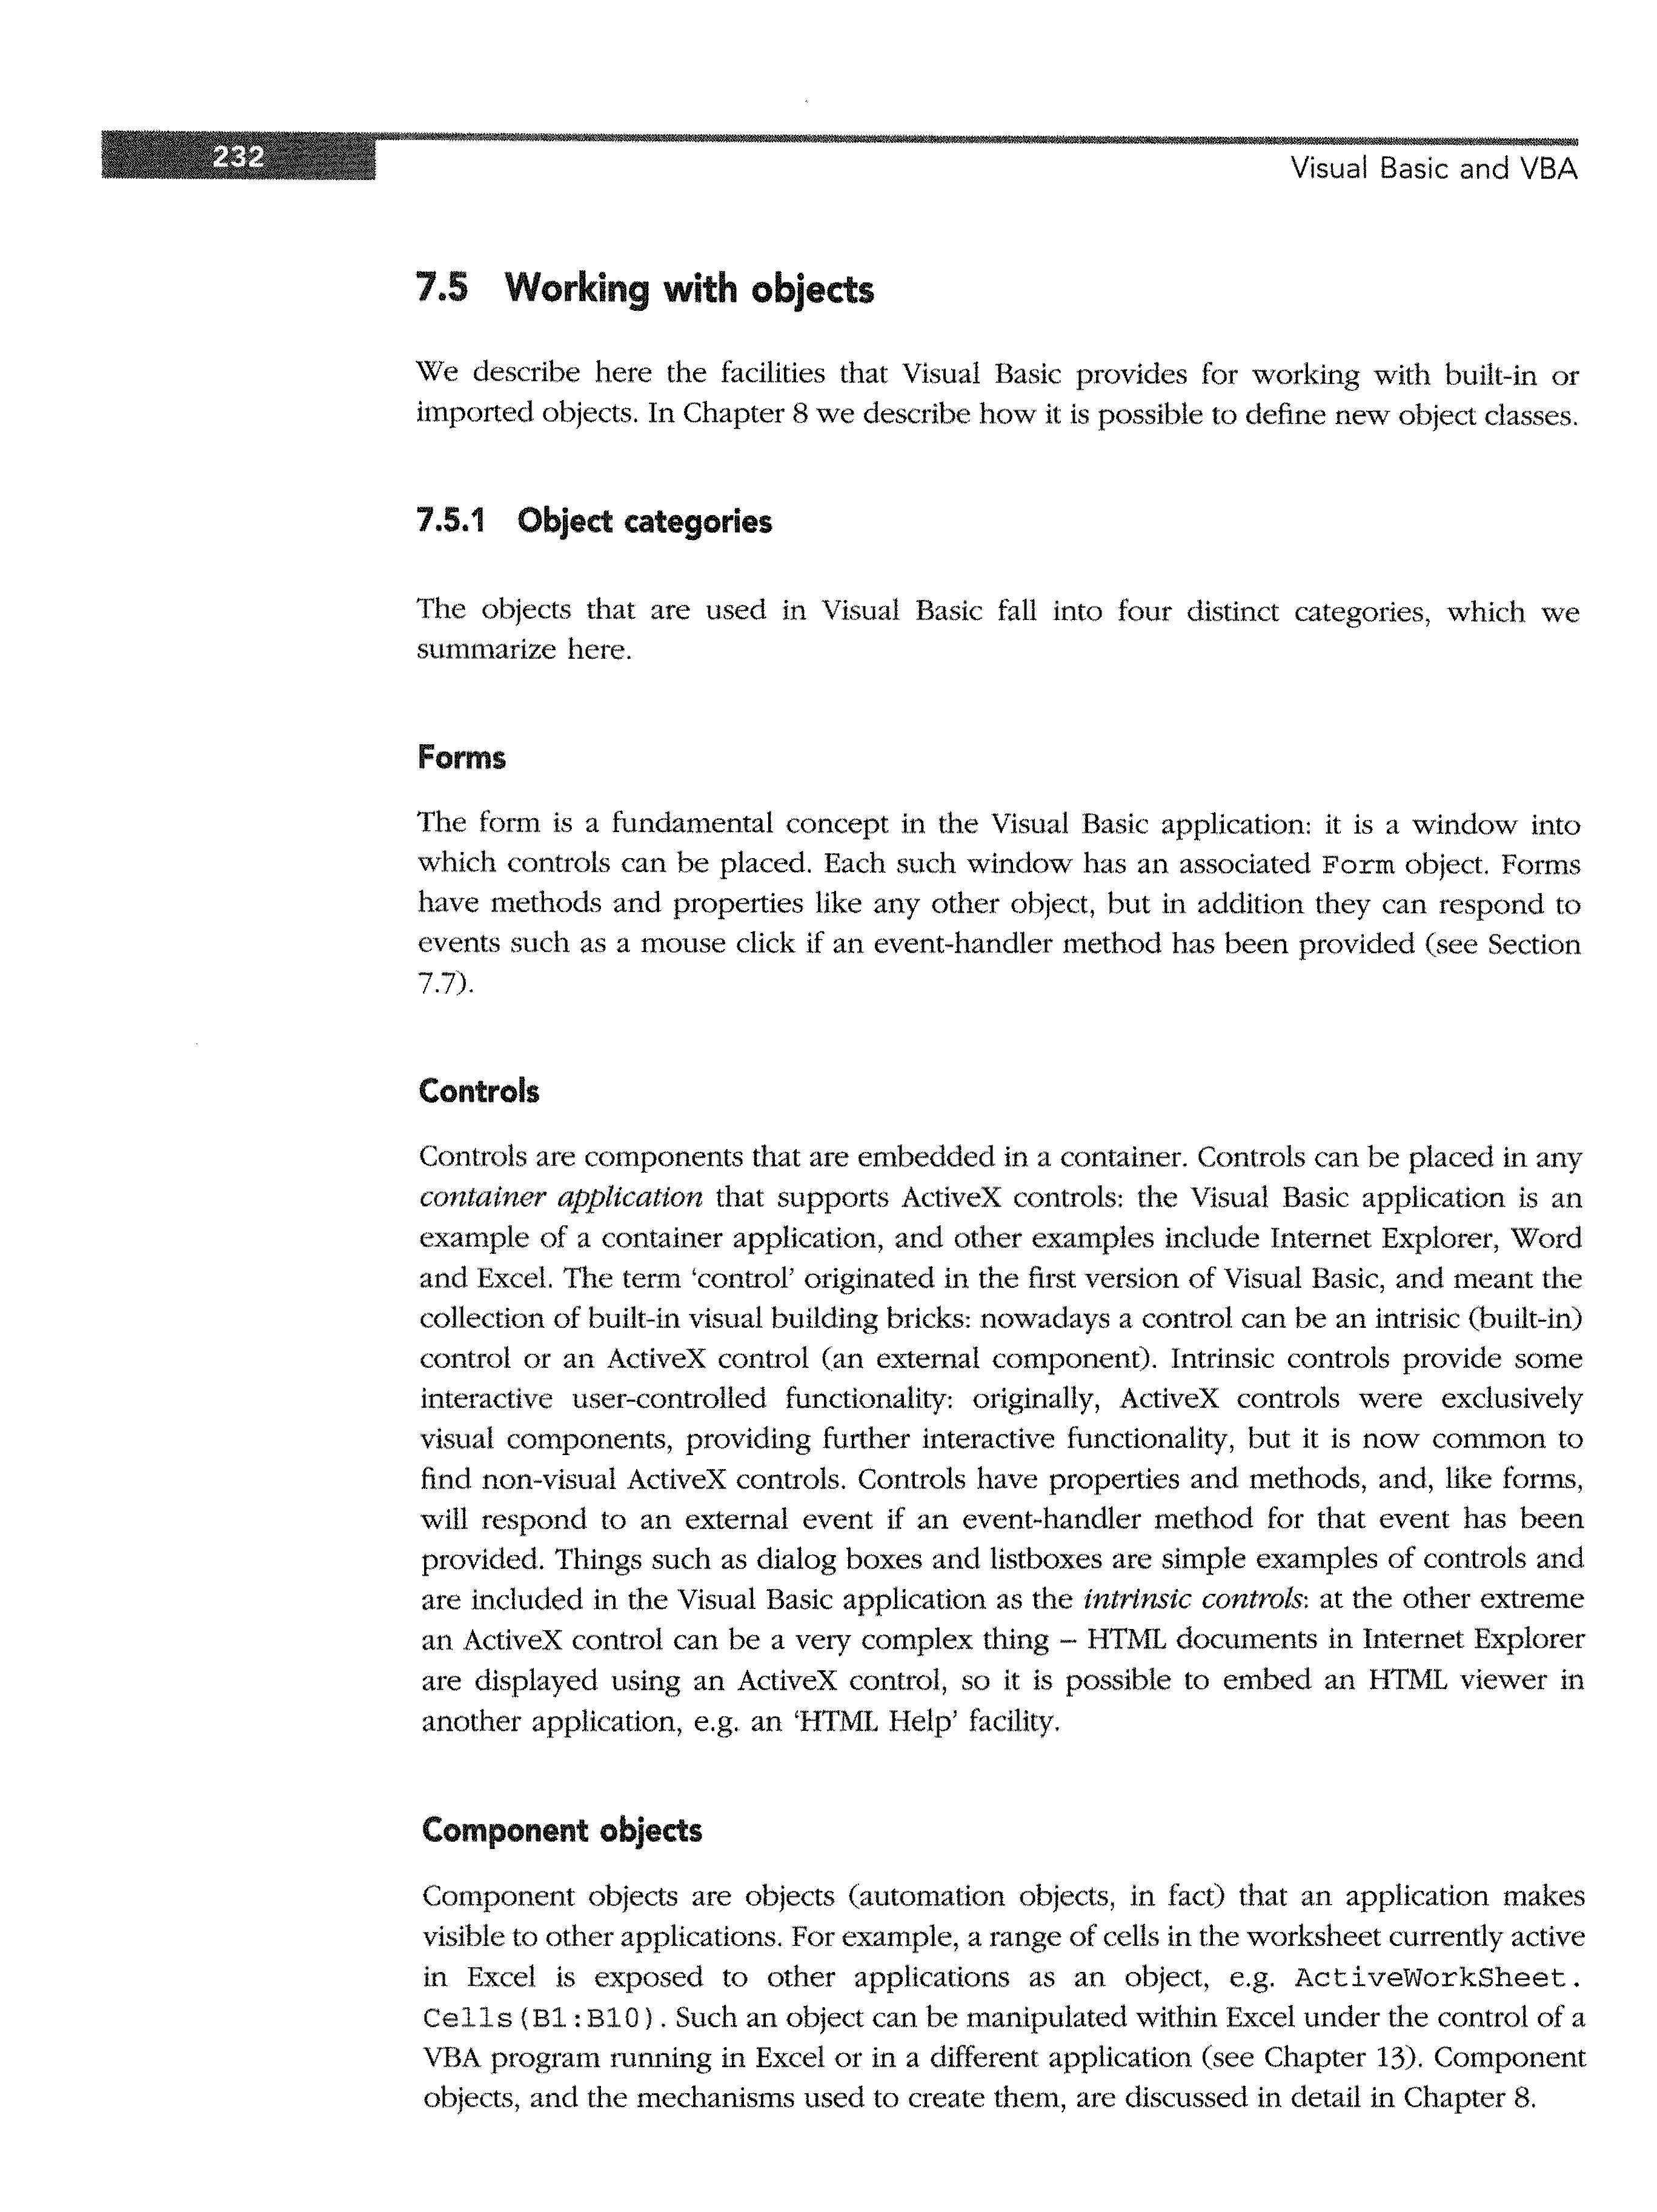 232
Visual Basic and VBA
7.5 Working with objects
We describe here the facilities that Visual Basic provides for working with built-in or
imported objects. In Chapter 8 we describe how it is possible to define new object classes.
7.5.1 Object categories
The objects that are used in Visual Basic fall into four distinct categories, which we
summarize here.
Forms
The form is a fundamental concept in the Visual Basic application: it is a window into
which controls can be placed. Each such window has an associated Form object. Forms
have methods and properties like any other object, but in addition they can respond to
events such as a mouse click if an event-handler method has been provided (see Section
7.7).
Controls
Controls are components that are embedded in a container. Controls can be placed in any
container application that supports ActiveX controls: the Visual Basic application is an
example of a container application, and other examples include Internet Explorer, Word
and Excel. The term ‘control’ originated in the first version of Visual Basic, and meant the
collection of built-in visual building bricks: nowadays a control can be an intrisic (built-in)
control or an ActiveX control (an external component). Intrinsic controls provide some
interactive user-controlled functionality: originally, ActiveX controls were exclusively
visual components, providing further interactive functionality, but it is now common to
find non-visual ActiveX controls. Controls have properties and methods, and, like forms,
will respond to an external event if an event-handler method for that event has been
provided. Things such as dialog boxes and listboxes are simple examples of controls and
are included in the Visual Basic application as the intrinsic controls: at the other extreme
an ActiveX control can be a very complex thing – HTML documents in Internet Explorer
are displayed using an ActiveX control, so it is possible to embed an HTML viewer in
another application, e.g. an ‘HTML Help’ facility.
Component objects
Component objects are objects (automation objects, in fact) that an application makes
visible to other applications. For example, a range of cells in the worksheet currently active
in Excel is exposed to other applications as an object, e.g. ActiveWorkSheet.
Cells(B1:B10). Such an object can be manipulated within Excel under the control of a
VBA program running in Excel or in a different application (see Chapter 13). Component
objects, and the mechanisms used to create them, are discussed in detail in Chapter 8.